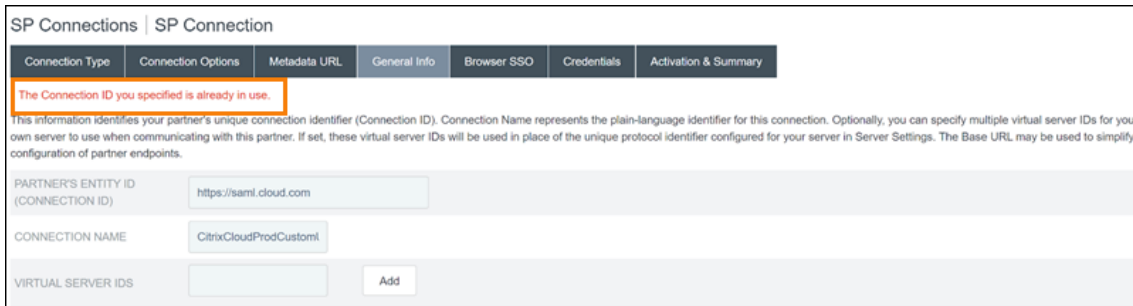 SP Connections | SP Connection
Connection Type Connection Options Metadata URL General Info Browser SSO Credentials Activation & Summary
The Connection ID you specified is already in use.
This information identifies your partner's unique connection identifier (Connection ID). Connection Name represents the plain-language identifier for this connection. Optionally, you can specify multiple virtual server IDs for you
own server to use when communicating with this partner. If set, these virtual server IDs will be used in place of the unique protocol identifier configured for your server in Server Settings. The Base URL may be used to simplify
configuration of partner endpoints.
PARTNER'S ENTITY ID
(CONNECTION ID)
https://saml.cloud.com
CONNECTION NAME
CitrixCloudProdCustom
VIRTUAL SERVER IDS
Add